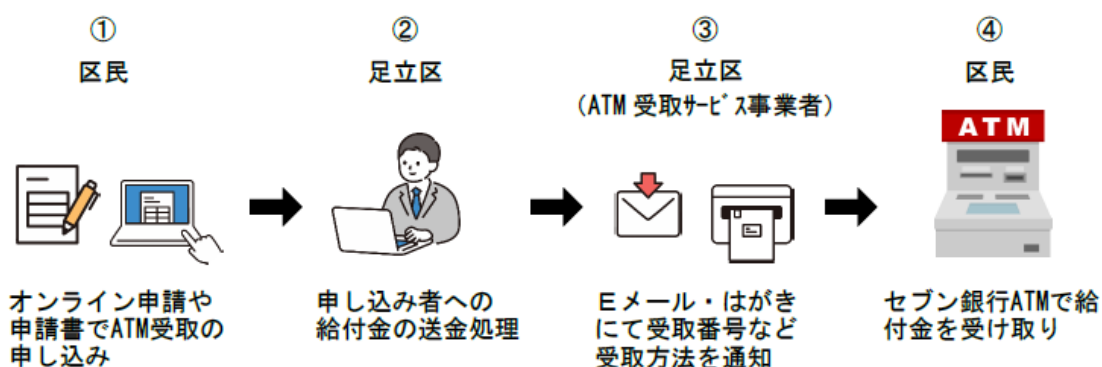 ①
区民
オンライン申請や
申請書でATM受取の
申し込み
②
足立区
申し込み者への
給付金の送金処理
③
足立区
（ATM 受取ｻｰﾋﾞｽ事業者）
Ｅメール・はがき
にて受取番号など
受取方法を通知
④
区民
ATM
セブン銀行ATMで給
付金を受け取り